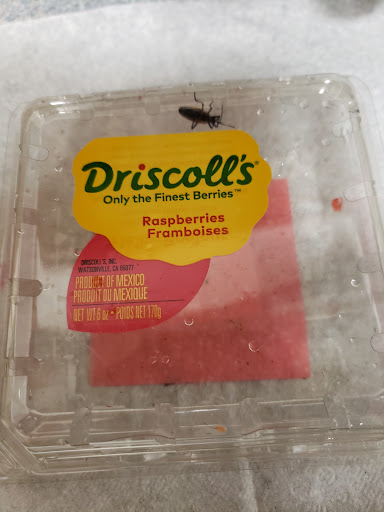 Driscoll's®
Only the Finest Berries™
Raspberries
Framboises
DRISCOLL'S, INC.
WATSONVILLE, CA 95077
PRODUCT OF MEXICO
PRODUIT DU MEXIQUE
NET WT 6 oz • POIDS NET 170g